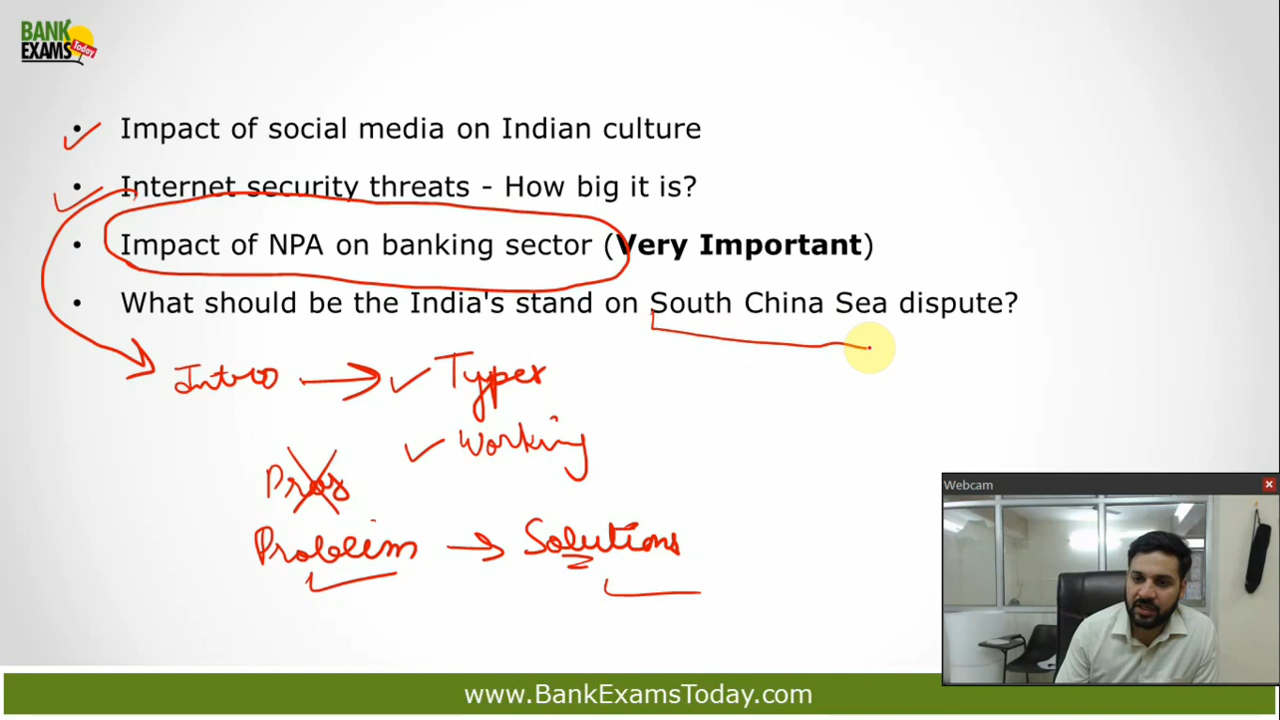 BANK
EXAMS Today
• Impact of social media on Indian culture
• Internet security threats - How big it is?
• Impact of NPA on banking sector (Very Important)
• What should be the India's stand on South China Sea dispute?
Intro → Types
Working
Pros
Problem → Solutions
Webcam
www.BankExamsToday.com